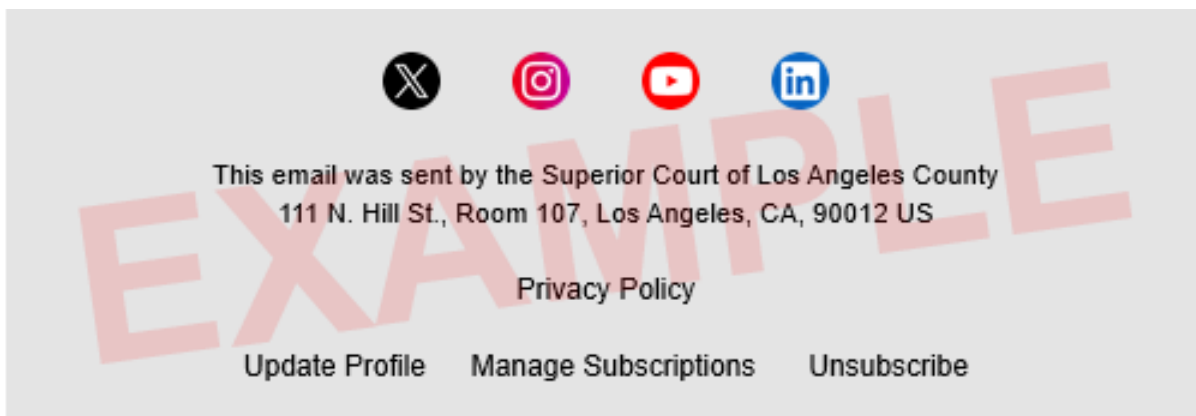 This email was sent by the Superior Court of Los Angeles County
111 N. Hill St., Room 107, Los Angeles, CA, 90012 US
Privacy Policy
Update Profile Manage Subscriptions Unsubscribe
EXAMPLE